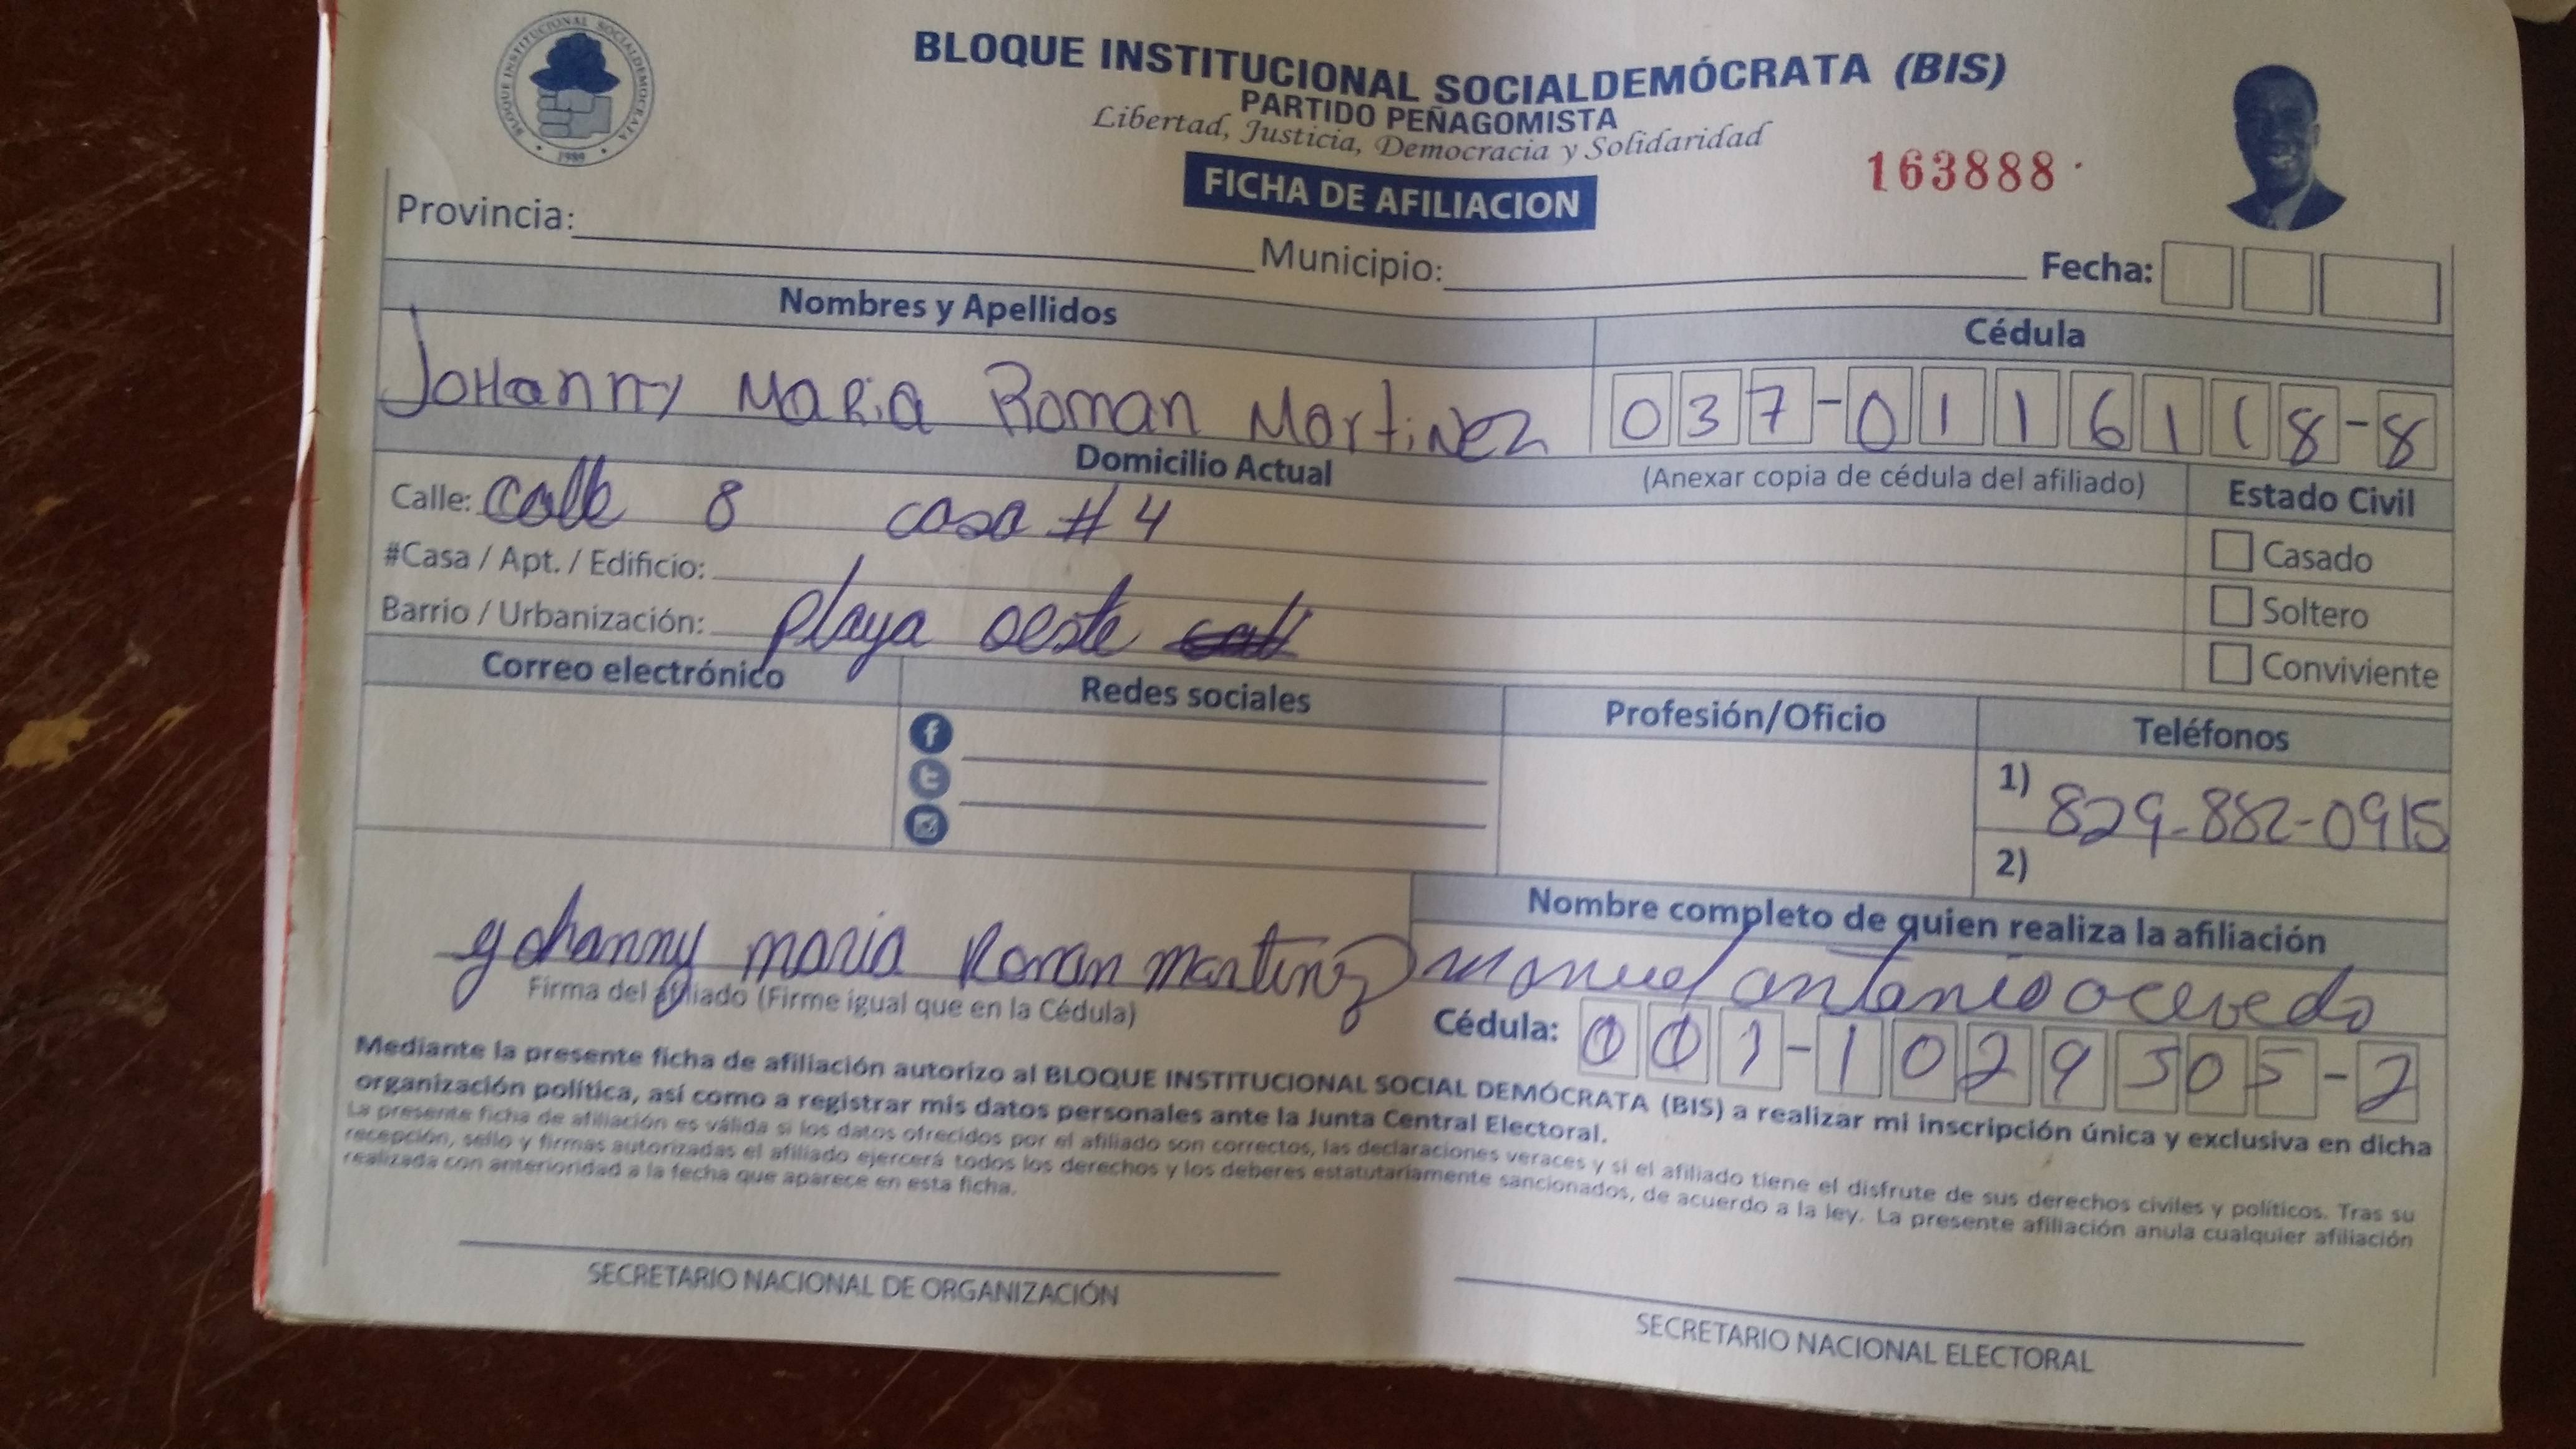 BLOQUE INSTITUCIONAL SOCIALDEMOCRATA
1989
BLOQUE INSTITUCIONAL SOCIALDEMÓCRATA (BIS)
PARTIDO PEÑAGOMISTA
Libertad, Justicia, Democracia y Solidaridad
163888
FICHA DE AFILIACION
Provincia: Municipio: Fecha:
Nombres y Apellidos Cédula
Johanny Maria Roman Martinez 037-0116118-8
Domicilio Actual (Anexar copia de cédula del afiliado) Estado Civil
Calle: calle 8 casa #4
Casado
#Casa / Apt. / Edificio:
Soltero
Barrio / Urbanización: playa oeste
Conviviente
Correo electrónico Redes sociales Profesión/Oficio Teléfonos
1) 829-882-0915
2)
Nombre completo de quien realiza la afiliación
yohanny maria Roman martinez manuel antonio acevedo
Firma del afiliado (Firme igual que en la Cédula)
Cédula: 001-1029505-2
Mediante la presente ficha de afiliación autorizo al BLOQUE INSTITUCIONAL SOCIAL DEMÓCRATA (BIS) a realizar mi inscripción única y exclusiva en dicha
organización política, así como a registrar mis datos personales ante la Junta Central Electoral.
La presente ficha de afiliación es válida si los datos ofrecidos por el afiliado son correctos, las declaraciones veraces y si el afiliado tiene el disfrute de sus derechos civiles y políticos. Tras su
recepción, sello y firmas autorizadas el afiliado ejercerá todos los derechos y los deberes estatutariamente sancionados, de acuerdo a la ley. La presente afiliación anula cualquier afiliación
realizada con anterioridad a la fecha que aparece en esta ficha.
SECRETARIO NACIONAL DE ORGANIZACIÓN
SECRETARIO NACIONAL ELECTORAL